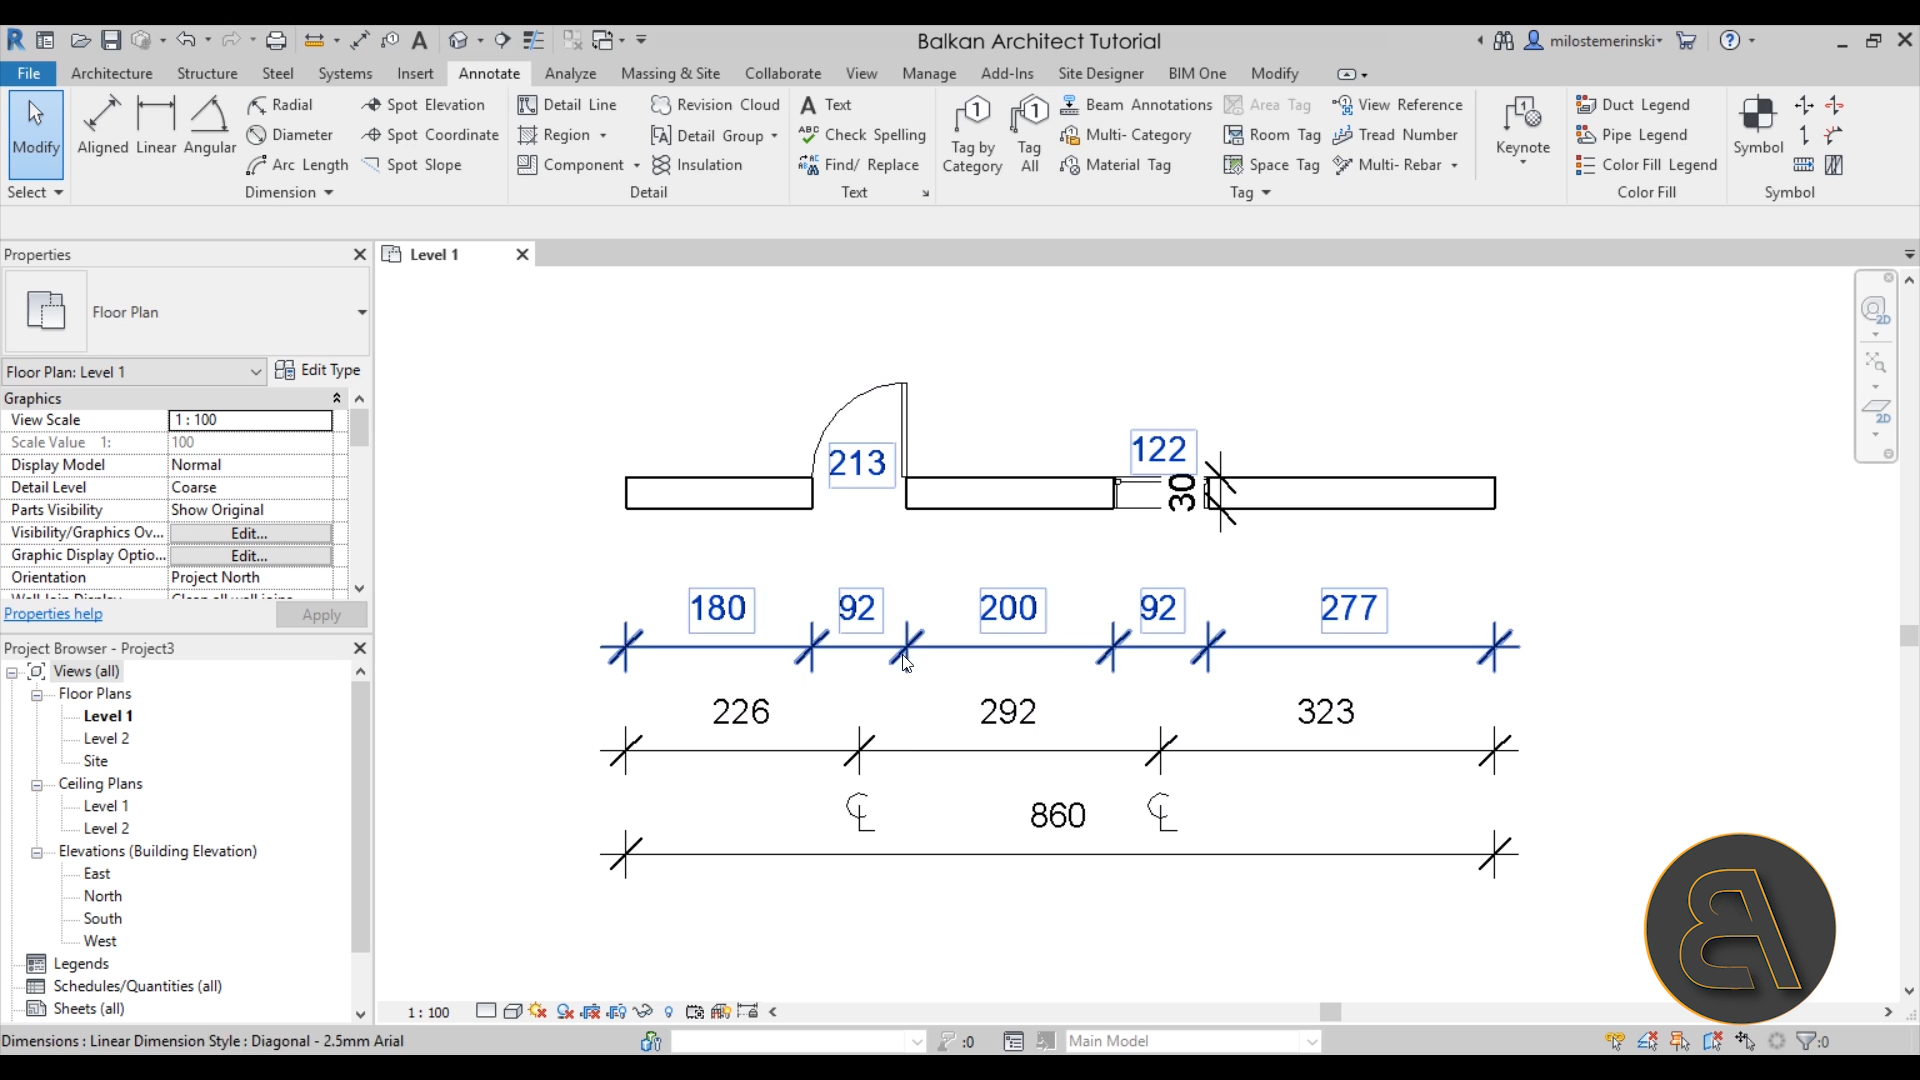 Balkan Architect Tutorial
milostemerinski
File Architecture Structure Steel Systems Insert Annotate Analyze Massing & Site Collaborate View Manage Add-Ins Site Designer BIM One Modify
Modify
Select
Aligned Linear Angular
Radial
Diameter
Arc Length
Spot Elevation
Spot Coordinate
Spot Slope
Dimension
Detail Line
Region
Component
Revision Cloud
Detail Group
Insulation
Detail
Text
Check Spelling
Find/ Replace
Text
Tag by
Category
Tag
All
Beam Annotations
Multi- Category
Material Tag
Area Tag
Room Tag
Space Tag
View Reference
Tread Number
Multi- Rebar
Tag
Keynote
Duct Legend
Pipe Legend
Color Fill Legend
Color Fill
Symbol
Symbol
Properties
Floor Plan
Floor Plan: Level 1
Edit Type
Graphics
View Scale 1 : 100
Scale Value 1: 100
Display Model Normal
Detail Level Coarse
Parts Visibility Show Original
Visibility/Graphics Ov... Edit...
Graphic Display Optio... Edit...
Orientation Project North
Properties help
Apply
Project Browser - Project3
Views (all)
Floor Plans
Level 1
Level 2
Site
Ceiling Plans
Level 1
Level 2
Elevations (Building Elevation)
East
North
South
West
Legends
Schedules/Quantities (all)
Sheets (all)
Level 1
213
122
30
180 92 200 92 277
226 292 323
860
2D
2D
1 : 100
Dimensions : Linear Dimension Style : Diagonal - 2.5mm Arial
:0
Main Model
:0